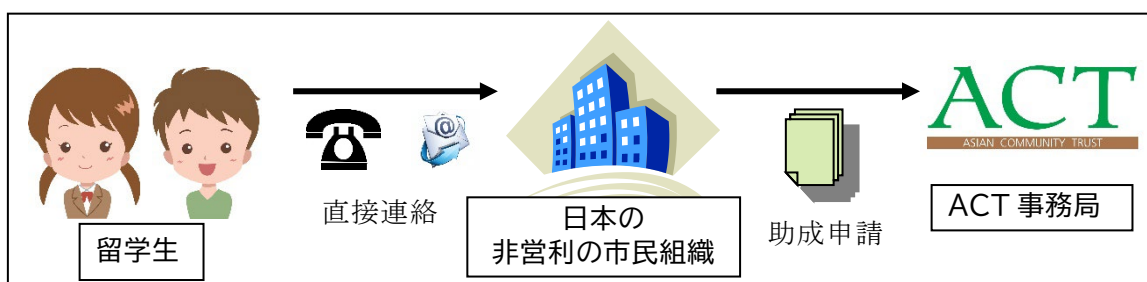 留学生
直接連絡
@
日本の
非営利の市民組織
助成申請
ACT
ASIAN COMMUNITY TRUST
ACT 事務局